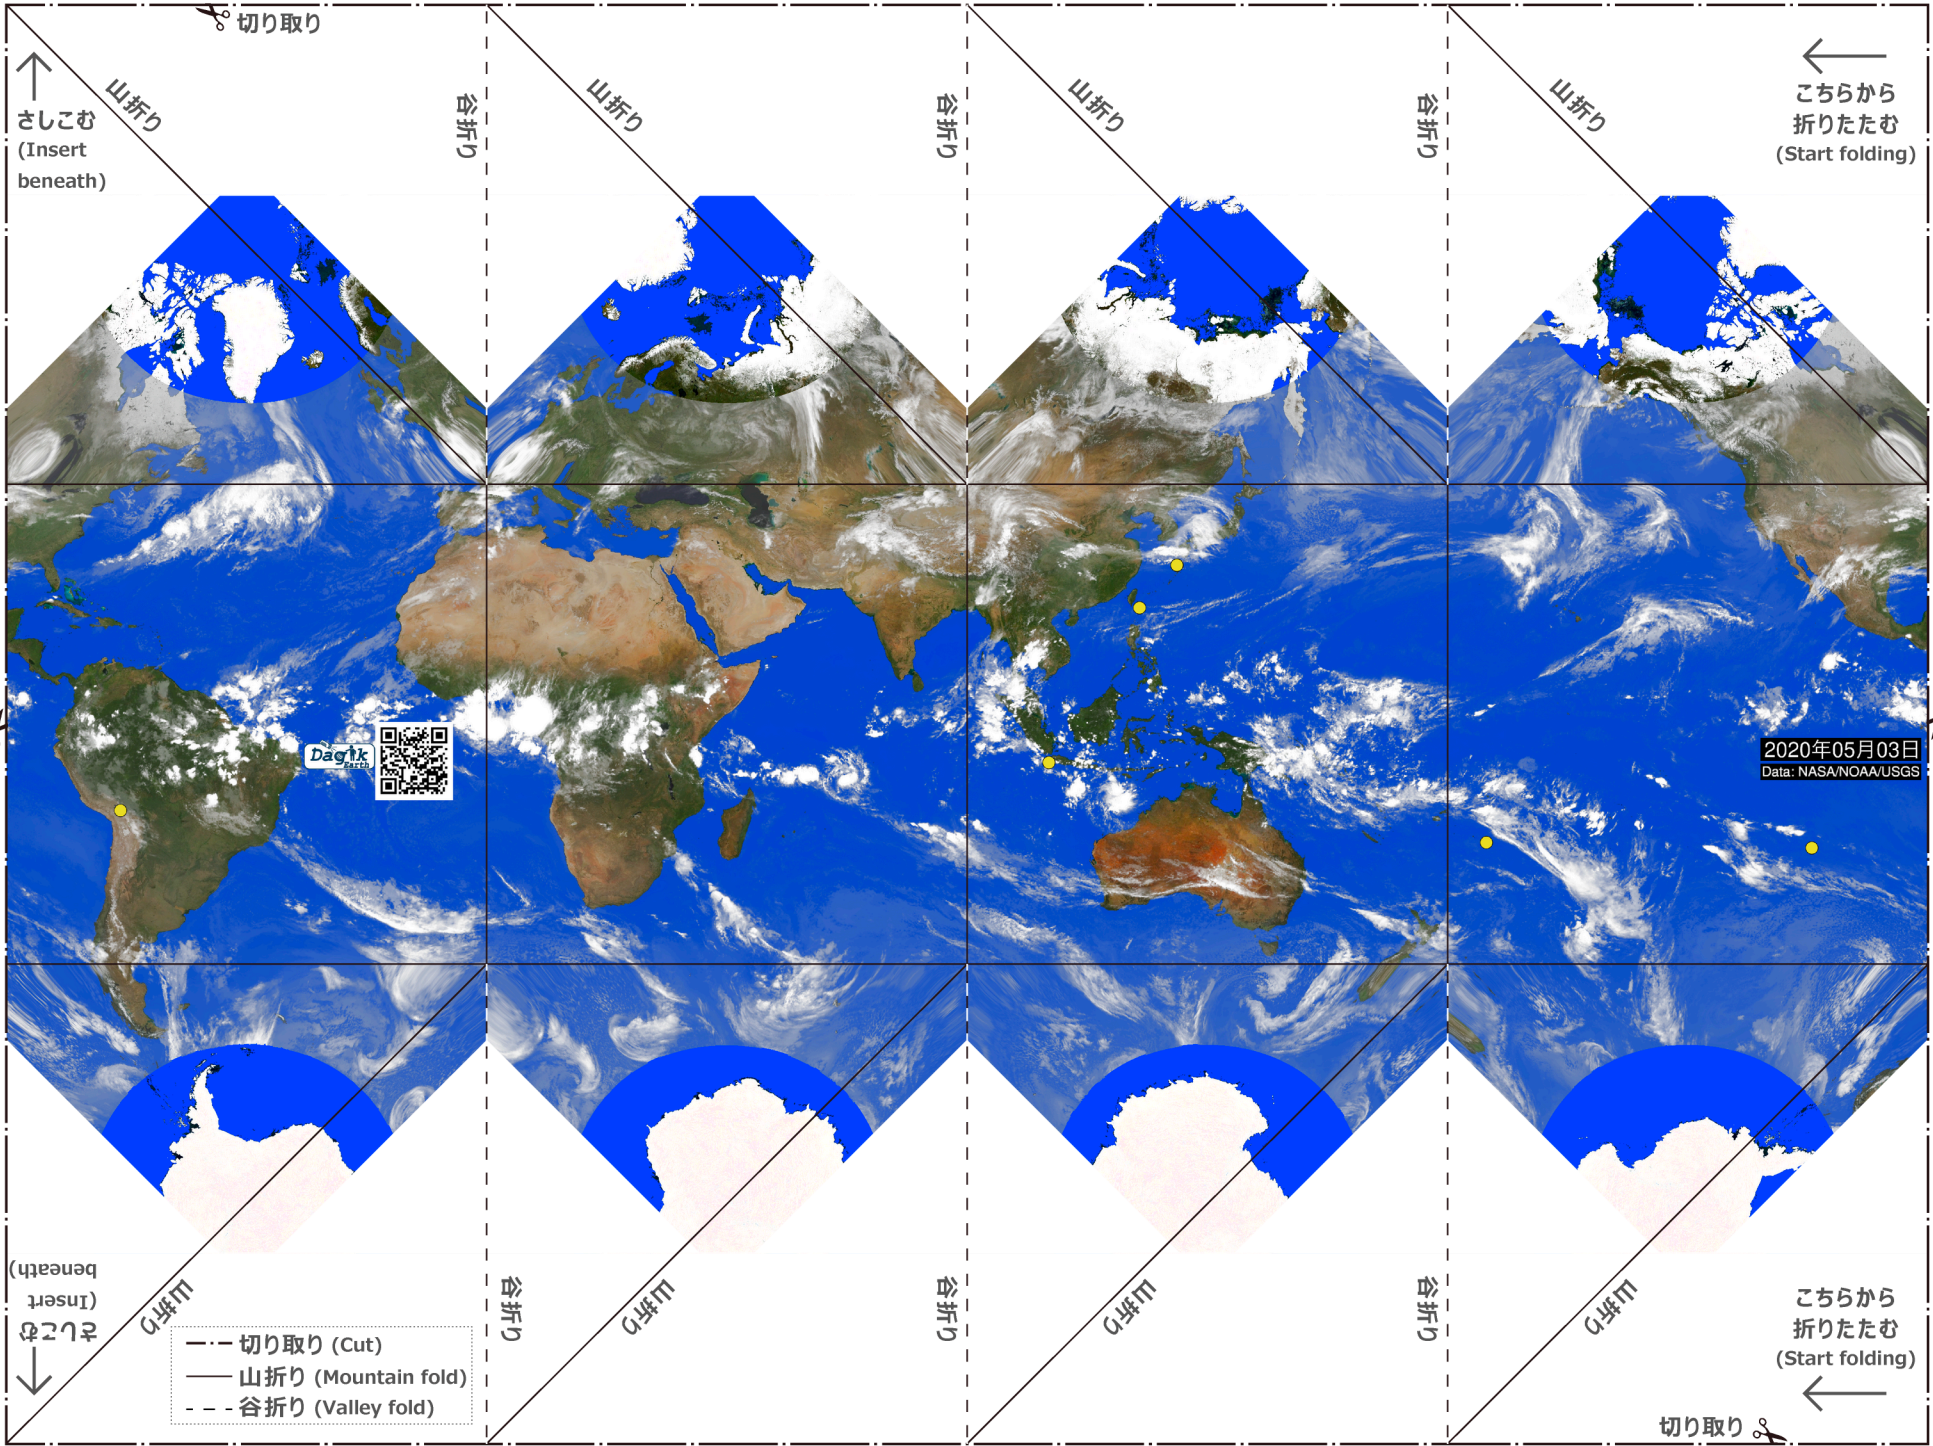 切り取り
さしこむ
(Insert
beneath)
山折り
谷折り
山折り
谷折り
山折り
谷折り
山折り
こちらから
折りたたむ
(Start folding)
Dagik
Earth
2020年05月03日
Data: NASA/NOAA/USGS
さしこむ
(Insert
beneath)
山折り
谷折り
山折り
谷折り
山折り
谷折り
山折り
こちらから
折りたたむ
(Start folding)
切り取り (Cut)
山折り (Mountain fold)
谷折り (Valley fold)
切り取り